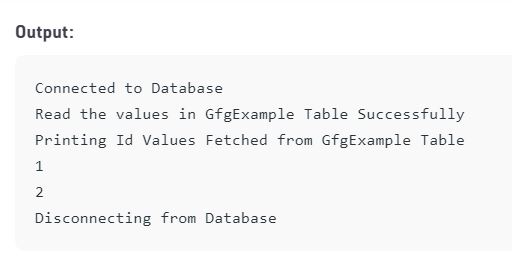 Output:
Connected to Database
Read the values in GfgExample Table Successfully
Printing Id Values Fetched from GfgExample Table
1
2
Disconnecting from Database